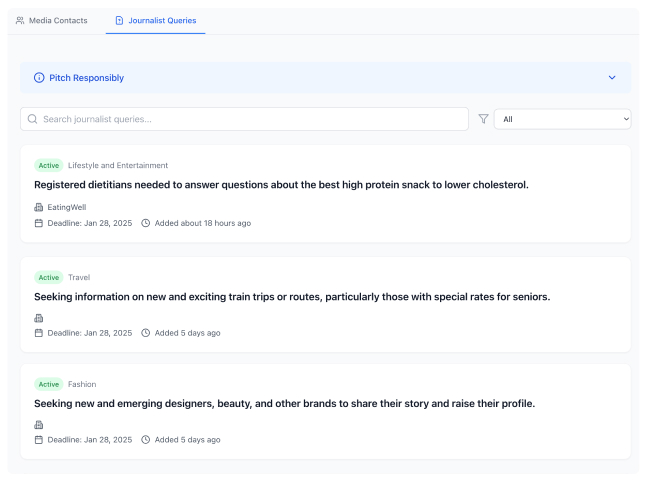 Media Contacts Journalist Queries
Pitch Responsibly
Search journalist queries... All
Active Lifestyle and Entertainment
Registered dietitians needed to answer questions about the best high protein snack to lower cholesterol.
EatingWell
Deadline: Jan 28, 2025 Added about 18 hours ago
Active Travel
Seeking information on new and exciting train trips or routes, particularly those with special rates for seniors.
Deadline: Jan 28, 2025 Added 5 days ago
Active Fashion
Seeking new and emerging designers, beauty, and other brands to share their story and raise their profile.
Deadline: Jan 28, 2025 Added 5 days ago